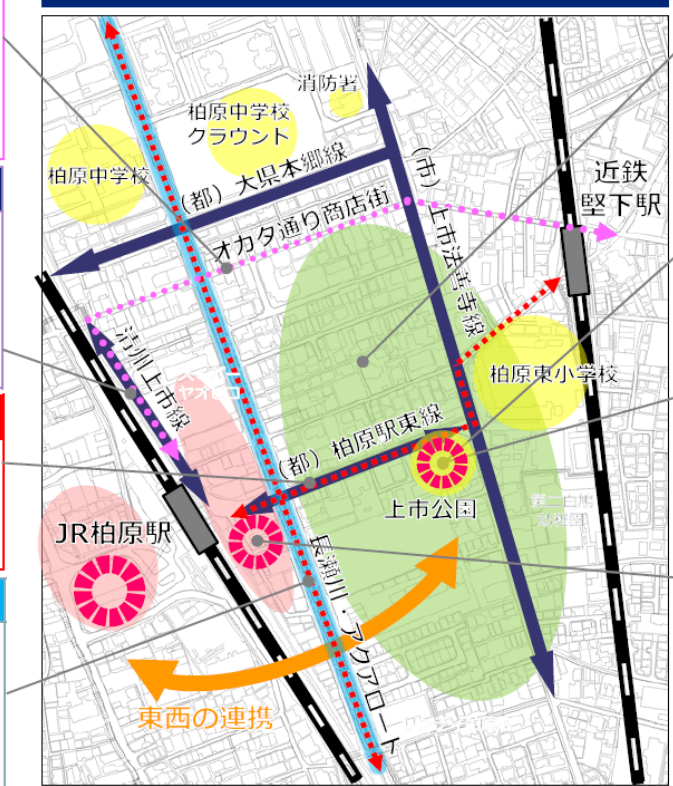 消防署
柏原中学校
クラウンド
柏原中学校
(都) 大県本郷線
(市) 上市法善寺線
近鉄
堅下駅
オカタ通り商店街
清州上市線
柏原東小学校
(都) 柏原駅東線
上市公園
JR柏原駅
長瀬川・アクアロート
東西の連携